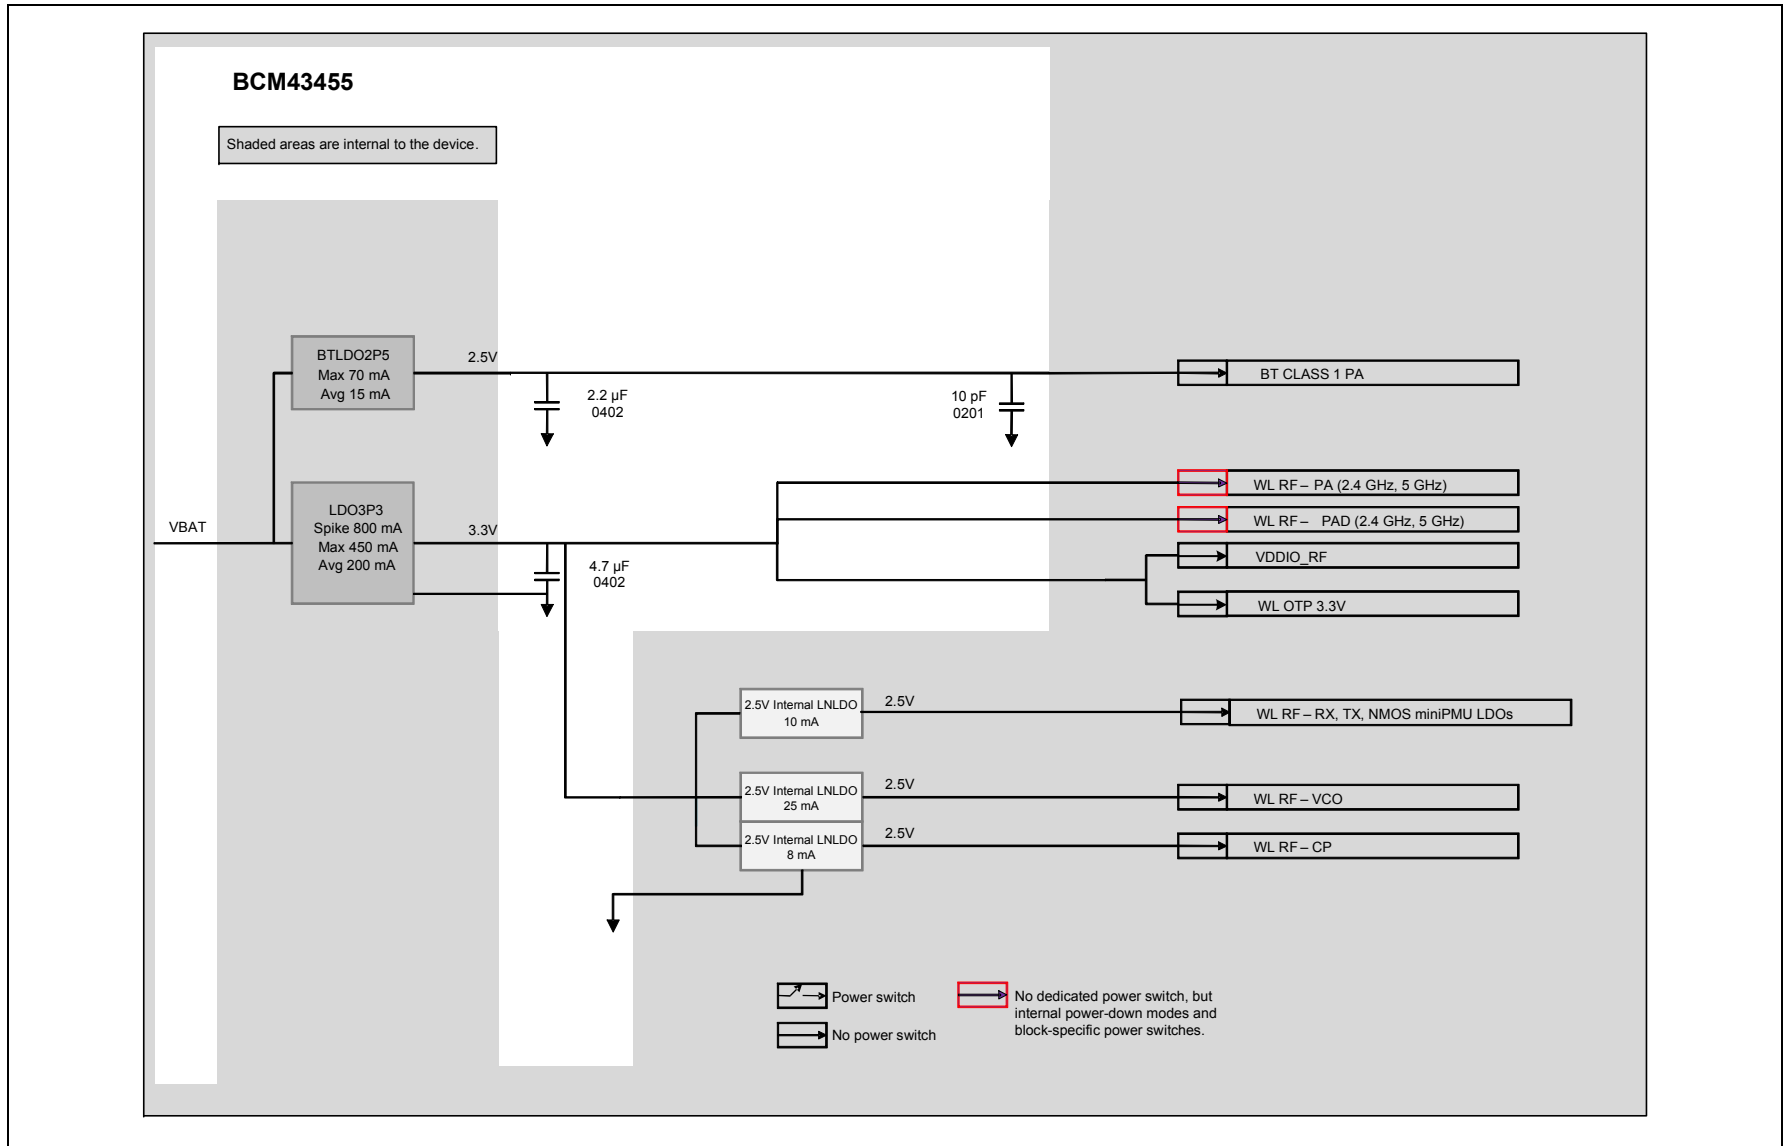 BCM43455
Shaded areas are internal to the device.
BTLDO2P5
Max 70 mA
Avg 15 mA
2.5V
2.2 µF
0402
10 pF
0201
BT CLASS 1 PA
VBAT
LDO3P3
Spike 800 mA
Max 450 mA
Avg 200 mA
3.3V
4.7 µF
0402
WL RF – PA (2.4 GHz, 5 GHz)
WL RF – PAD (2.4 GHz, 5 GHz)
VDDIO_RF
WL OTP 3.3V
2.5V Internal LNLDO
10 mA
2.5V
WL RF – RX, TX, NMOS miniPMU LDOs
2.5V Internal LNLDO
25 mA
2.5V
WL RF – VCO
2.5V Internal LNLDO
8 mA
2.5V
WL RF – CP
Power switch
No power switch
No dedicated power switch, but
internal power-down modes and
block-specific power switches.